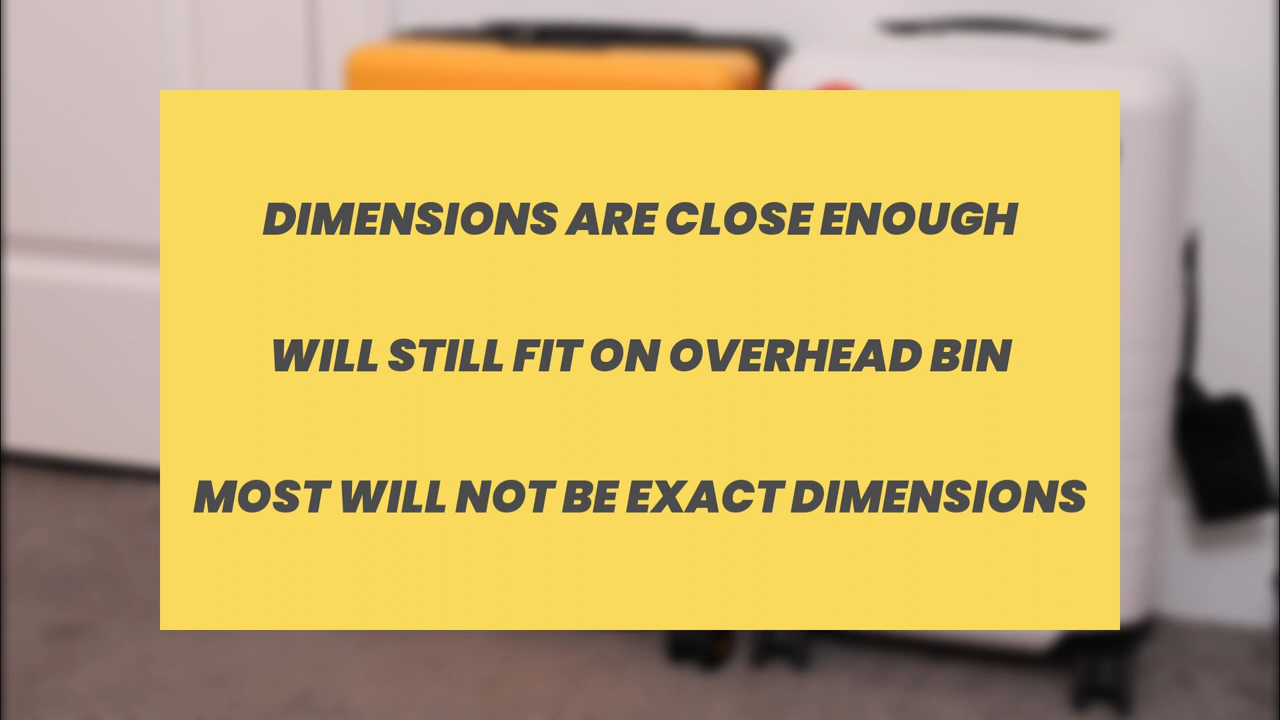 DIMENSIONS ARE CLOSE ENOUGH
WILL STILL FIT ON OVERHEAD BIN
MOST WILL NOT BE EXACT DIMENSIONS